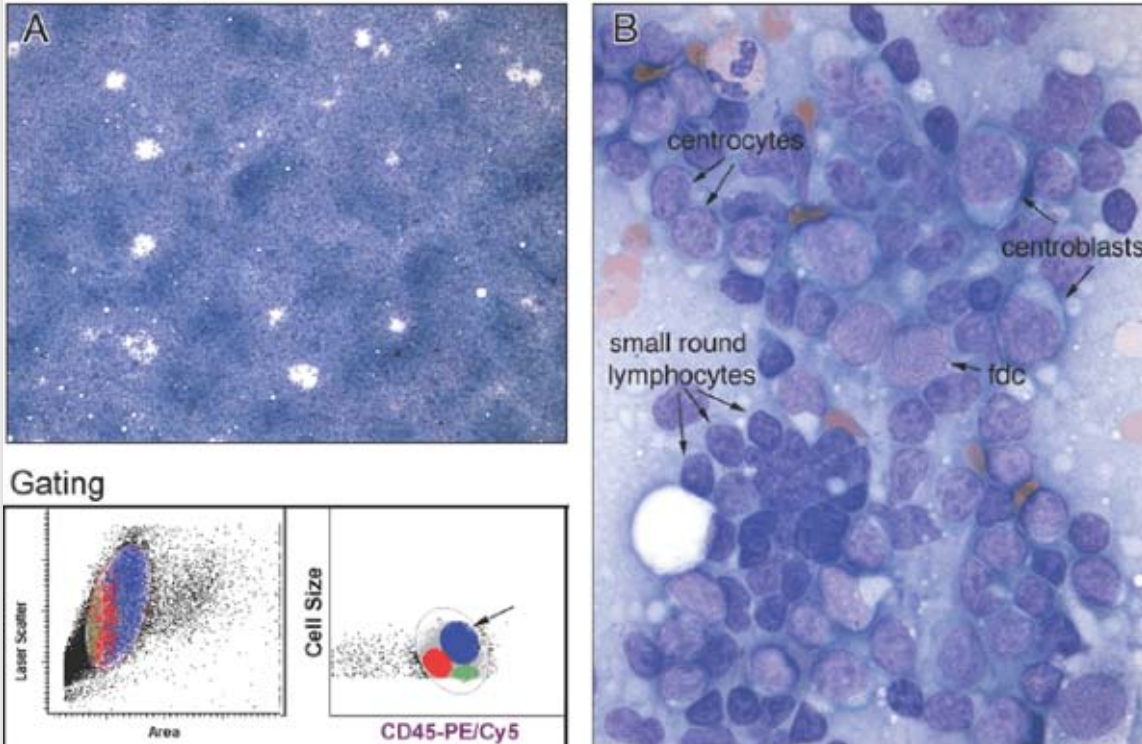 A
B
centrocytes
centroblasts
small round
lymphocytes
fdc
Gating
Laser Scatter
Area
Cell Size
CD45-PE/Cy5